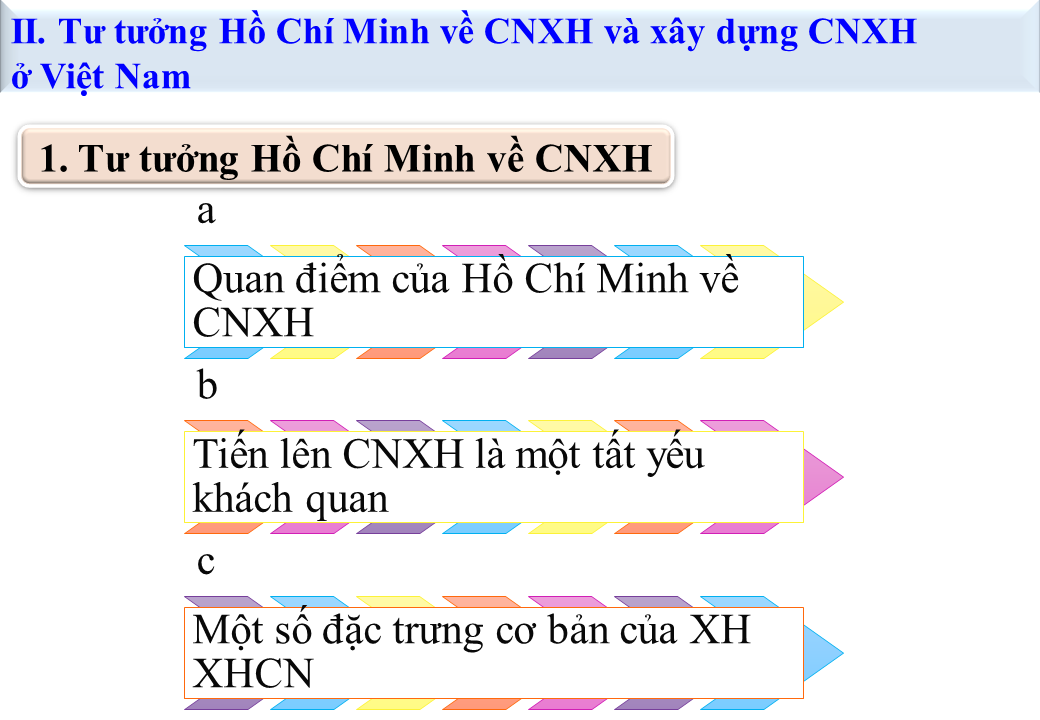 II. Tư tưởng Hồ Chí Minh về CNXH và xây dựng CNXH
ở Việt Nam
1. Tư tưởng Hồ Chí Minh về CNXH
a
Quan điểm của Hồ Chí Minh về
CNXH
b
Tiến lên CNXH là một tất yếu
khách quan
c
Một số đặc trưng cơ bản của XH
XHCN